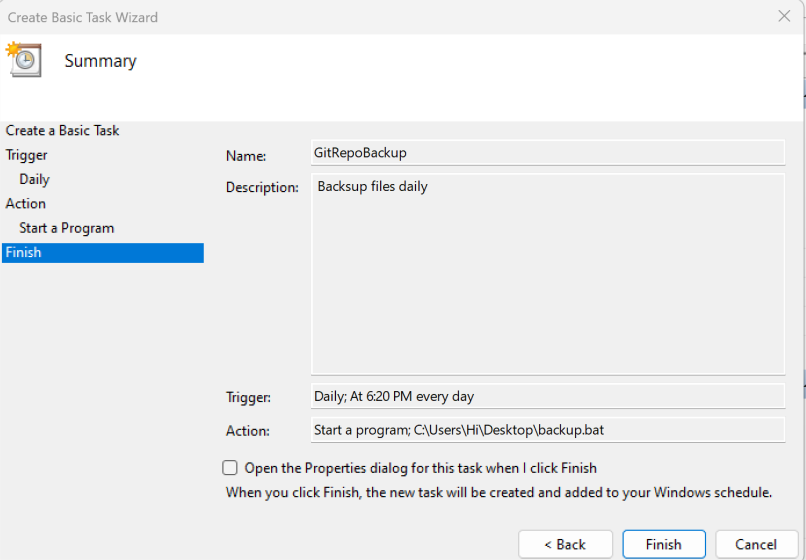 Create Basic Task Wizard
Summary
Create a Basic Task
Trigger
Daily
Action
Start a Program
Finish
Name: GitRepoBackup
Description: Backsup files daily
Trigger: Daily; At 6:20 PM every day
Action: Start a program; C:\Users\Hi\Desktop\backup.bat
Open the Properties dialog for this task when I click Finish
When you click Finish, the new task will be created and added to your Windows schedule.
< Back Finish Cancel